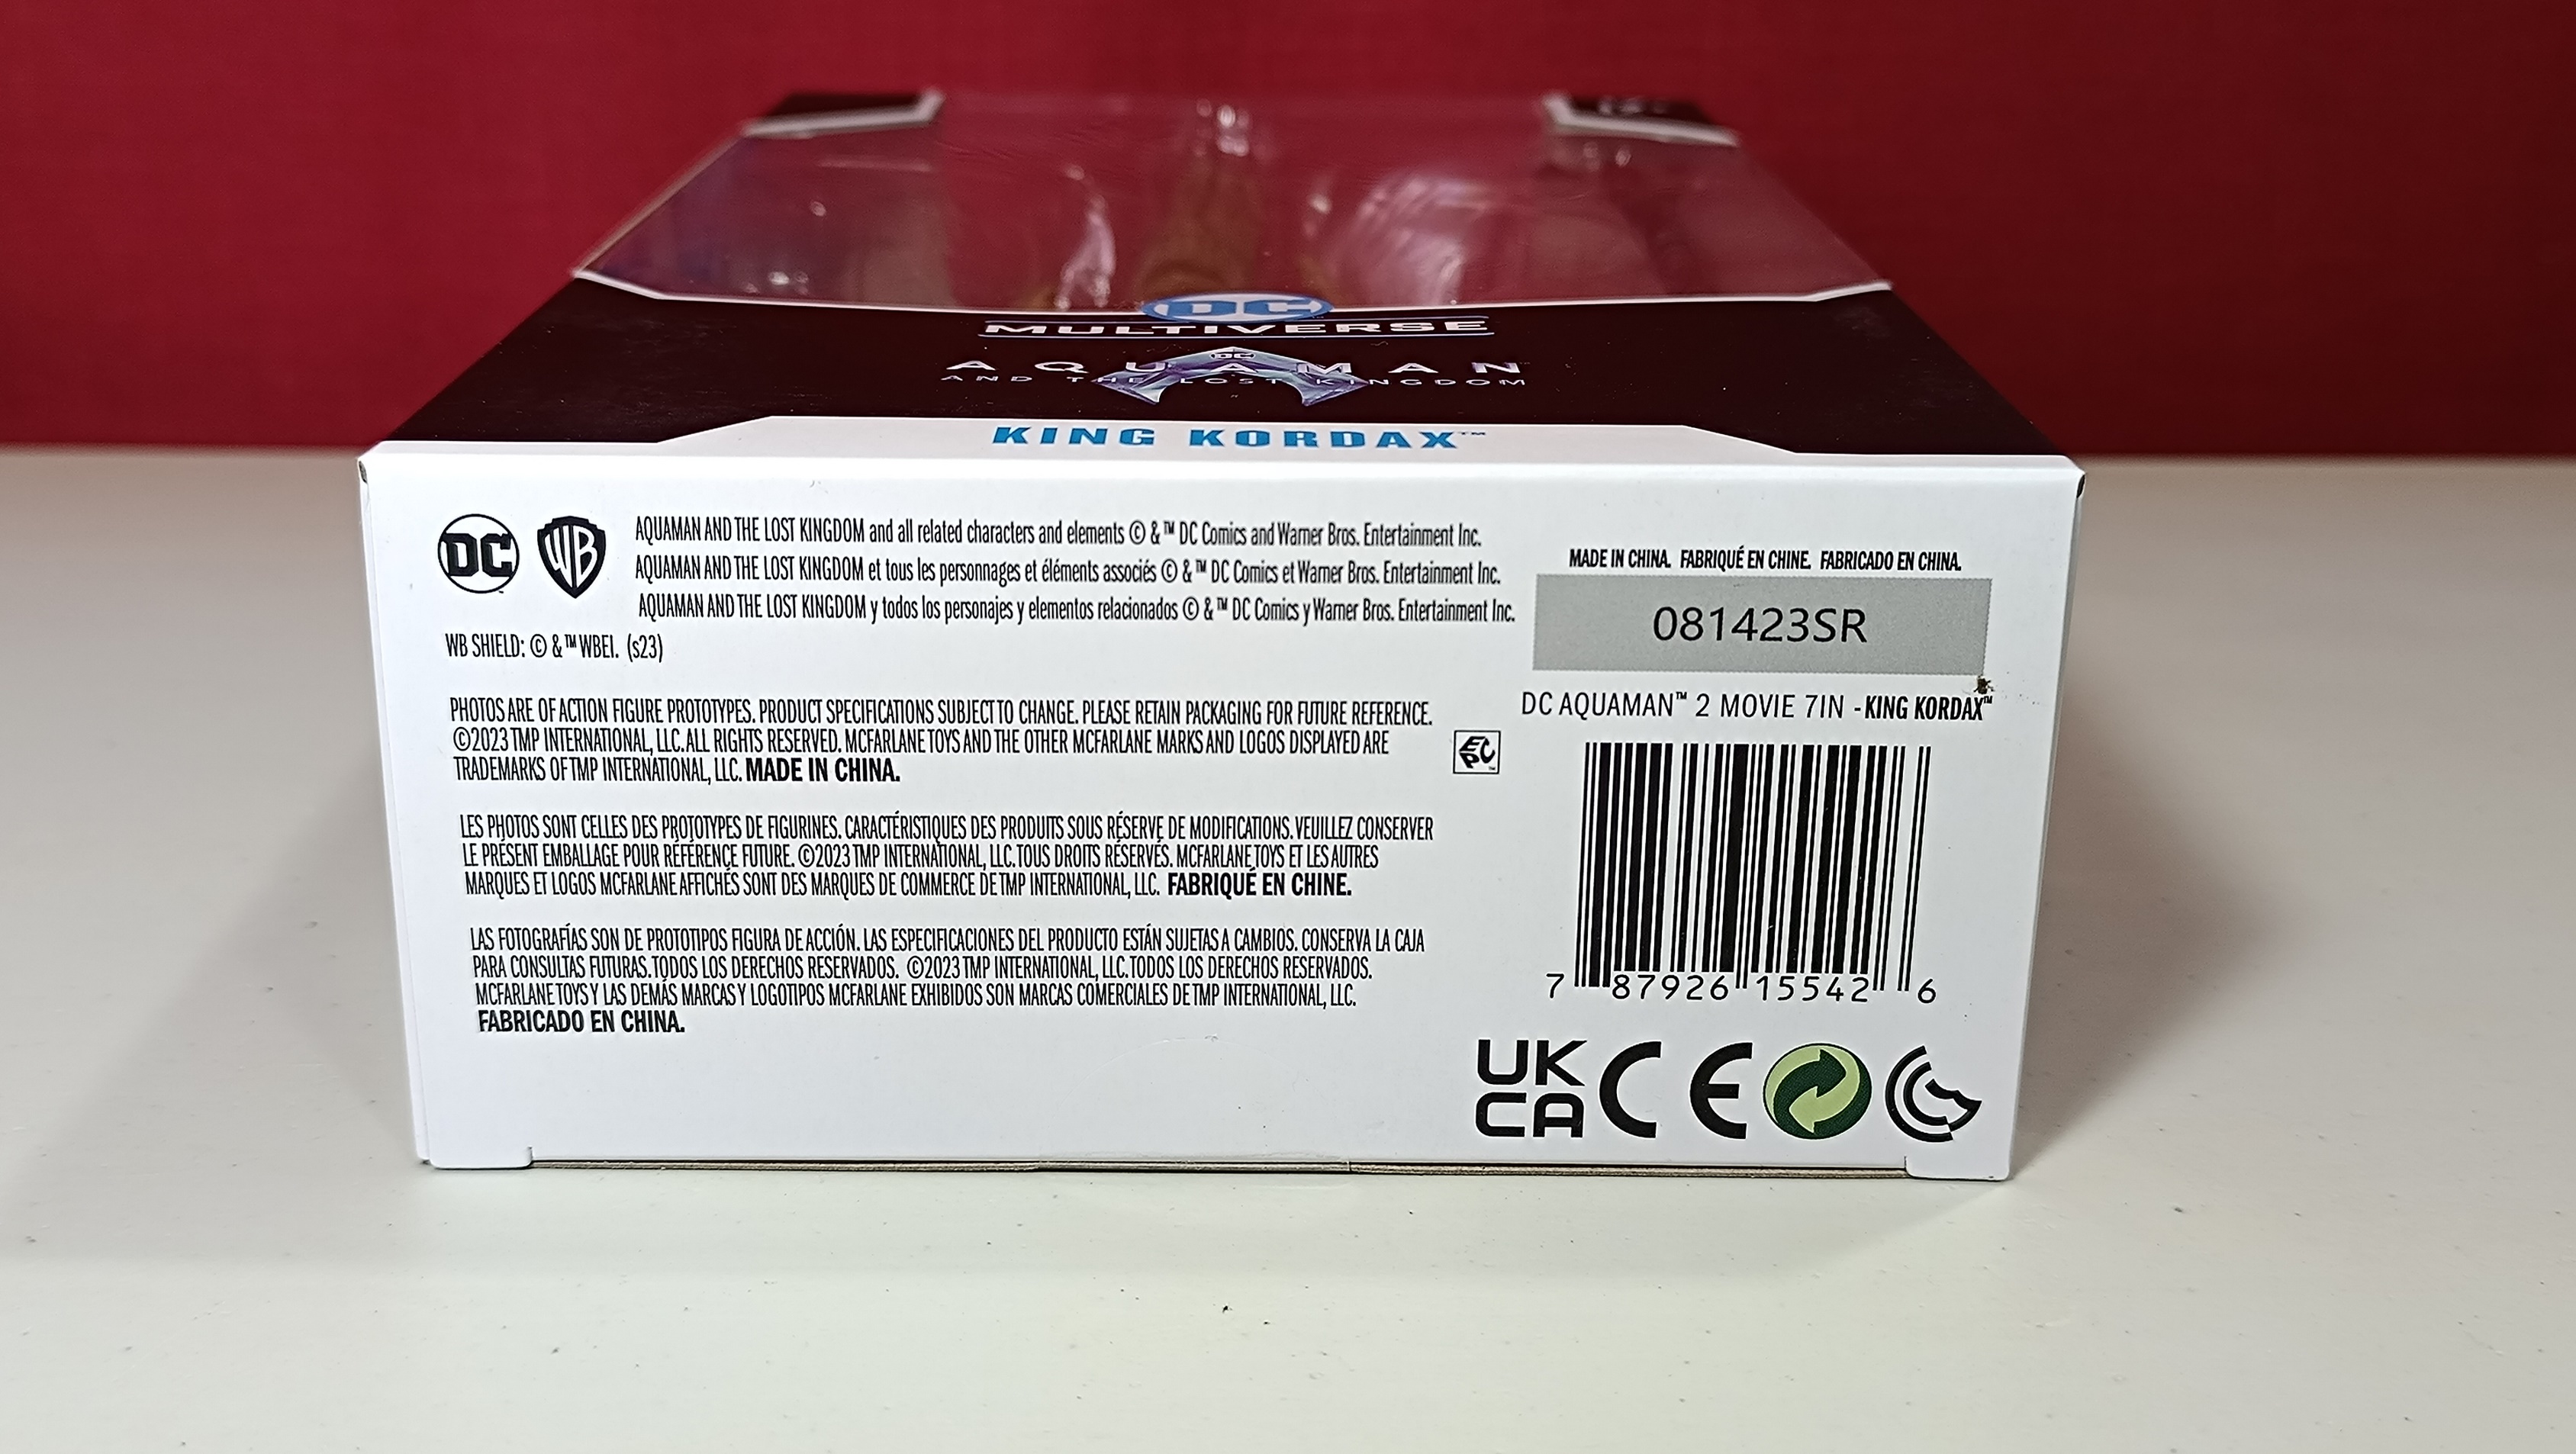 DC
MULTIVERSE
DC
AQUAMAN™
AND THE LOST KINGDOM
KING KORDAX™
DC WB
AQUAMAN AND THE LOST KINGDOM and all related characters and elements © & ™ DC Comics and Warner Bros. Entertainment Inc.
AQUAMAN AND THE LOST KINGDOM et tous les personnages et éléments associés © & ™ DC Comics et Warner Bros. Entertainment Inc.
AQUAMAN AND THE LOST KINGDOM y todos los personajes y elementos relacionados © & ™ DC Comics y Warner Bros. Entertainment Inc.
WB SHIELD: © & ™ WBEI. (s23)
PHOTOS ARE OF ACTION FIGURE PROTOTYPES. PRODUCT SPECIFICATIONS SUBJECT TO CHANGE. PLEASE RETAIN PACKAGING FOR FUTURE REFERENCE.
©2023 TMP INTERNATIONAL, LLC. ALL RIGHTS RESERVED. MCFARLANE TOYS AND THE OTHER MCFARLANE MARKS AND LOGOS DISPLAYED ARE
TRADEMARKS OF TMP INTERNATIONAL, LLC. MADE IN CHINA.
LES PHOTOS SONT CELLES DES PROTOTYPES DE FIGURINES. CARACTÉRISTIQUES DES PRODUITS SOUS RÉSERVE DE MODIFICATIONS. VEUILLEZ CONSERVER
LE PRÉSENT EMBALLAGE POUR RÉFÉRENCE FUTURE. ©2023 TMP INTERNATIONAL, LLC. TOUS DROITS RÉSERVÉS. MCFARLANE TOYS ET LES AUTRES
MARQUES ET LOGOS MCFARLANE AFFICHÉS SONT DES MARQUES DE COMMERCE DE TMP INTERNATIONAL, LLC. FABRIQUÉ EN CHINE.
LAS FOTOGRAFÍAS SON DE PROTOTIPOS FIGURA DE ACCIÓN. LAS ESPECIFICACIONES DEL PRODUCTO ESTÁN SUJETAS A CAMBIOS. CONSERVA LA CAJA
PARA CONSULTAS FUTURAS. TODOS LOS DERECHOS RESERVADOS. ©2023 TMP INTERNATIONAL, LLC. TODOS LOS DERECHOS RESERVADOS.
MCFARLANE TOYS Y LAS DEMÁS MARCAS Y LOGOTIPOS MCFARLANE EXHIBIDOS SON MARCAS COMERCIALES DE TMP INTERNATIONAL, LLC.
FABRICADO EN CHINA.
EPC™
MADE IN CHINA. FABRIQUÉ EN CHINE. FABRICADO EN CHINA.
081423SR
DC AQUAMAN™ 2 MOVIE 7IN - KING KORDAX™
7 87926 15542 6
UK
CA CE